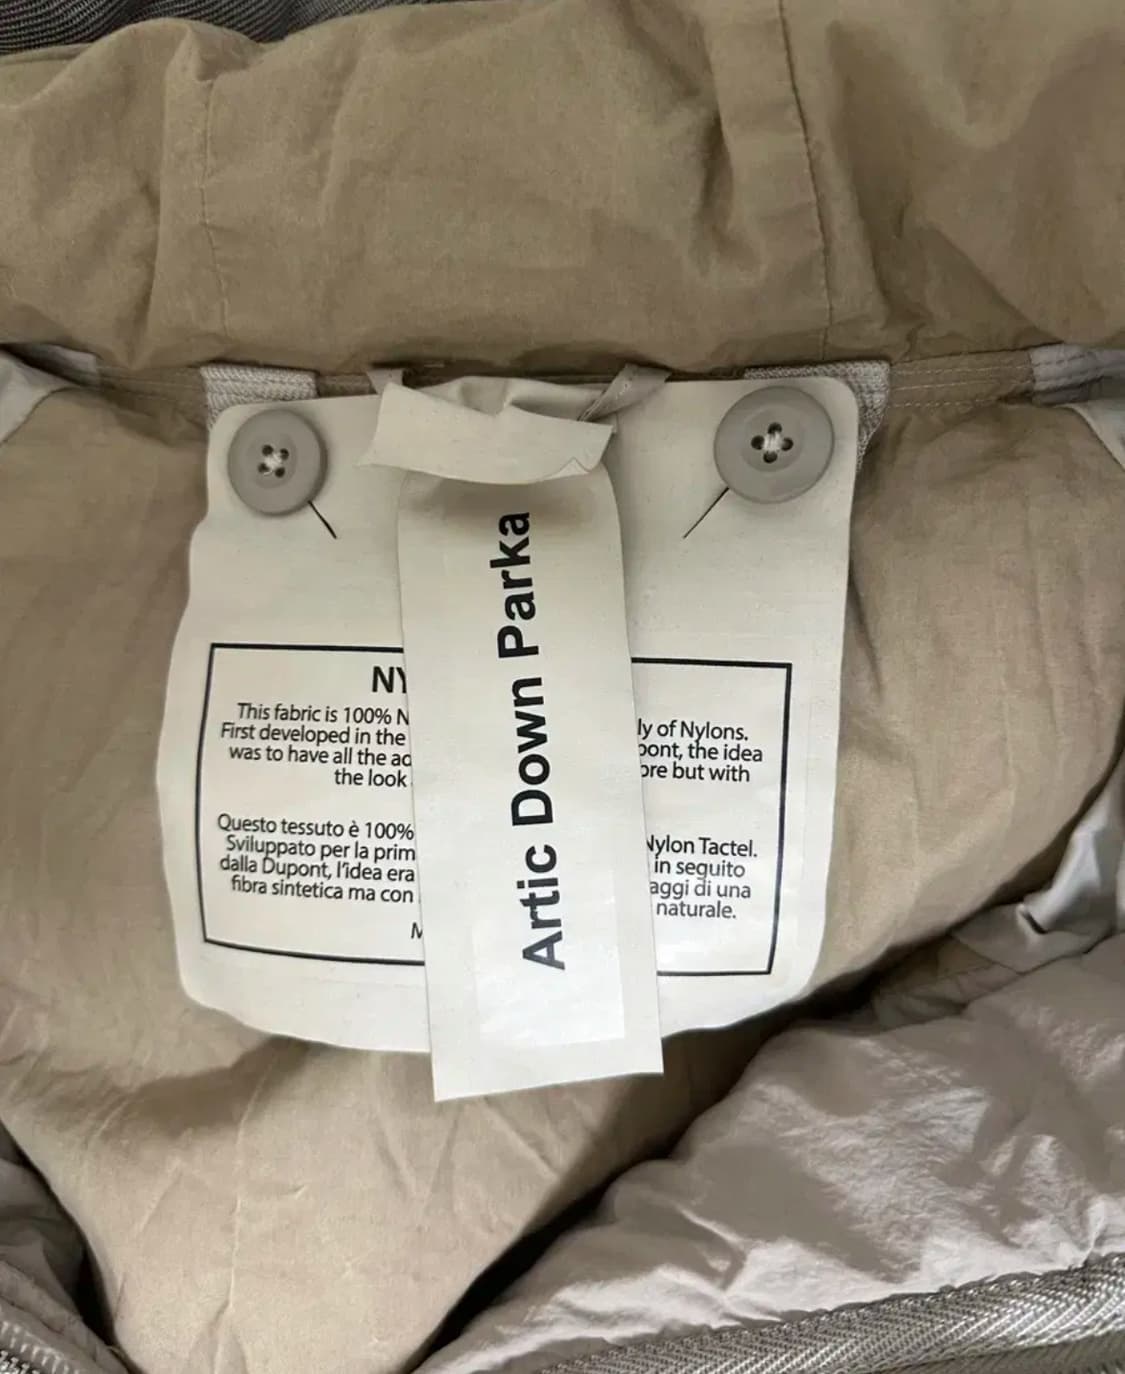 Artic Down Parka
This fabric is 100%
First developed in the
was to have all the
the look
of Nylons.
the idea
but with
Questo tessuto è 100%
Sviluppato per la
dalla Dupont, l'idea era
fibra sintetica ma con
Nylon Tactel.
in seguito
di una
naturale.